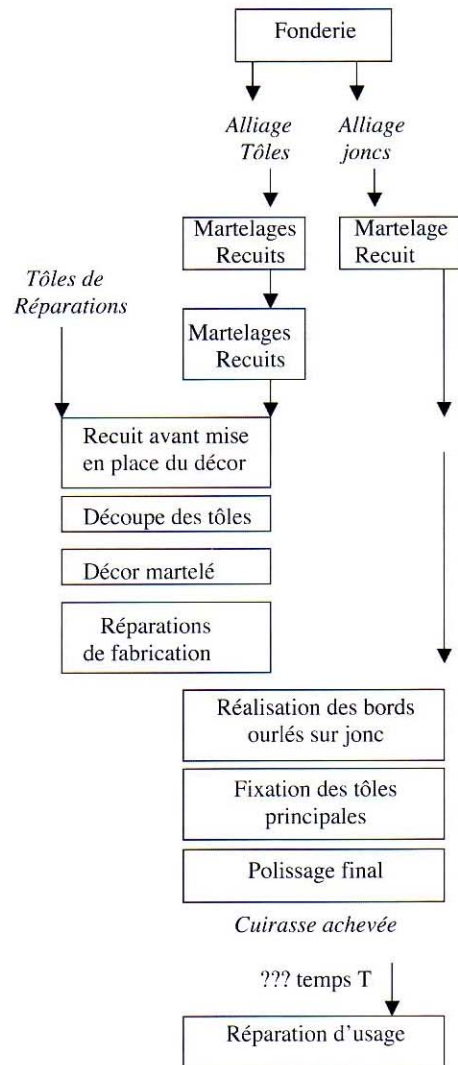 Fonderie
Alliage
Tôles
Alliage
joncs
Martelages
Recuits
Martelage
Recuit
Tôles de
Réparations
Martelages
Recuits
Recuit avant mise
en place du décor
Découpe des tôles
Décor martelé
Réparations
de fabrication
Réalisation des bords
ourlés sur jonc
Fixation des tôles
principales
Polissage final
Cuirasse achevée
??? temps T
Réparation d'usage